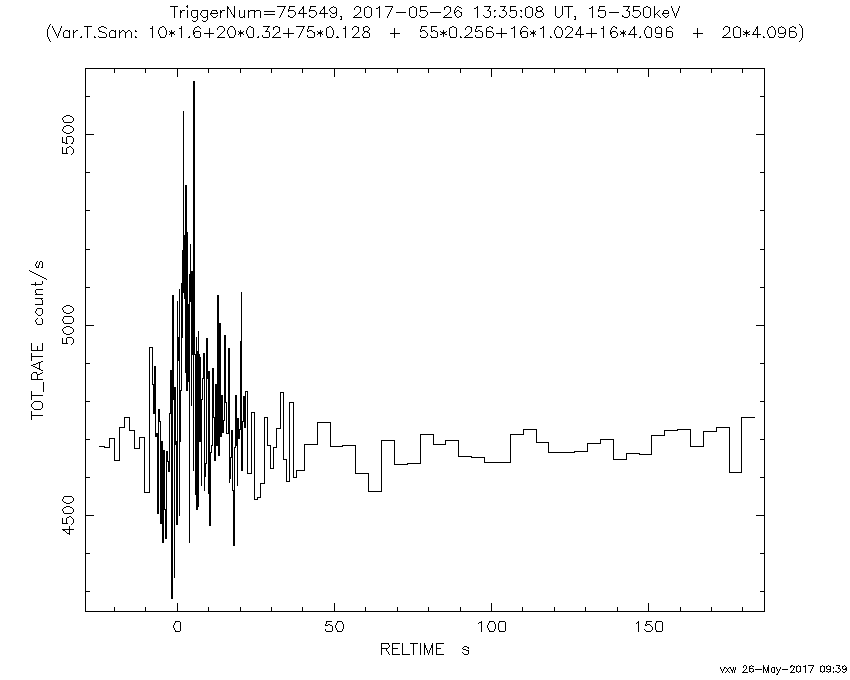 TriggerNum=754549, 2017-05-26 13:35:08 UT, 15-350keV
(Var.T.Sam: 10*1.6+20*0.32+75*0.128 + 55*0.256+16*1.024+16*4.096 + 20*4.096)
TOT_RATE count/s
5500
5000
4500
0 50 100 150
RELTIME s
vxw 26-May-2017 09:39